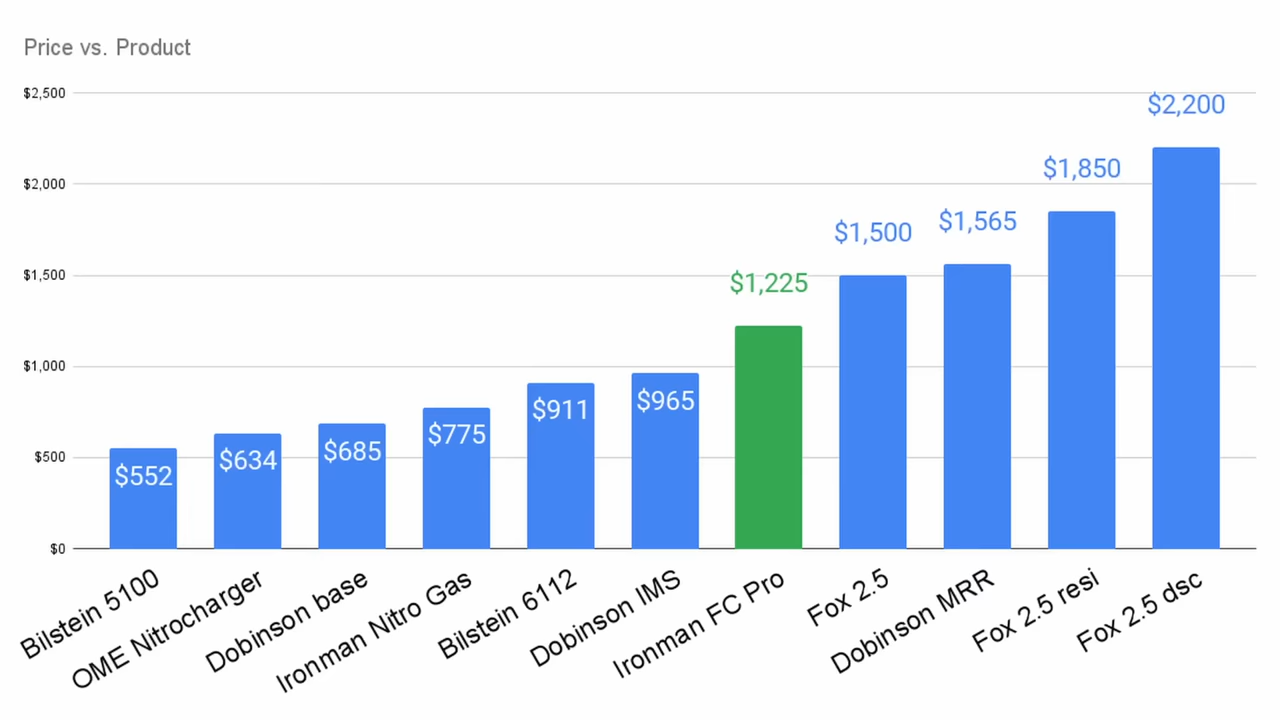 Price vs. Product
$2,500
$2,000
$1,500
$1,000
$500
$0
$552
$634
$685
$775
$911
$965
$1,225
$1,500
$1,565
$1,850
$2,200
Bilstein 5100
OME Nitrocharger
Dobinson base
Ironman Nitro Gas
Bilstein 6112
Dobinson IMS
Ironman FC Pro
Fox 2.5
Dobinson MRR
Fox 2.5 resi
Fox 2.5 dsc